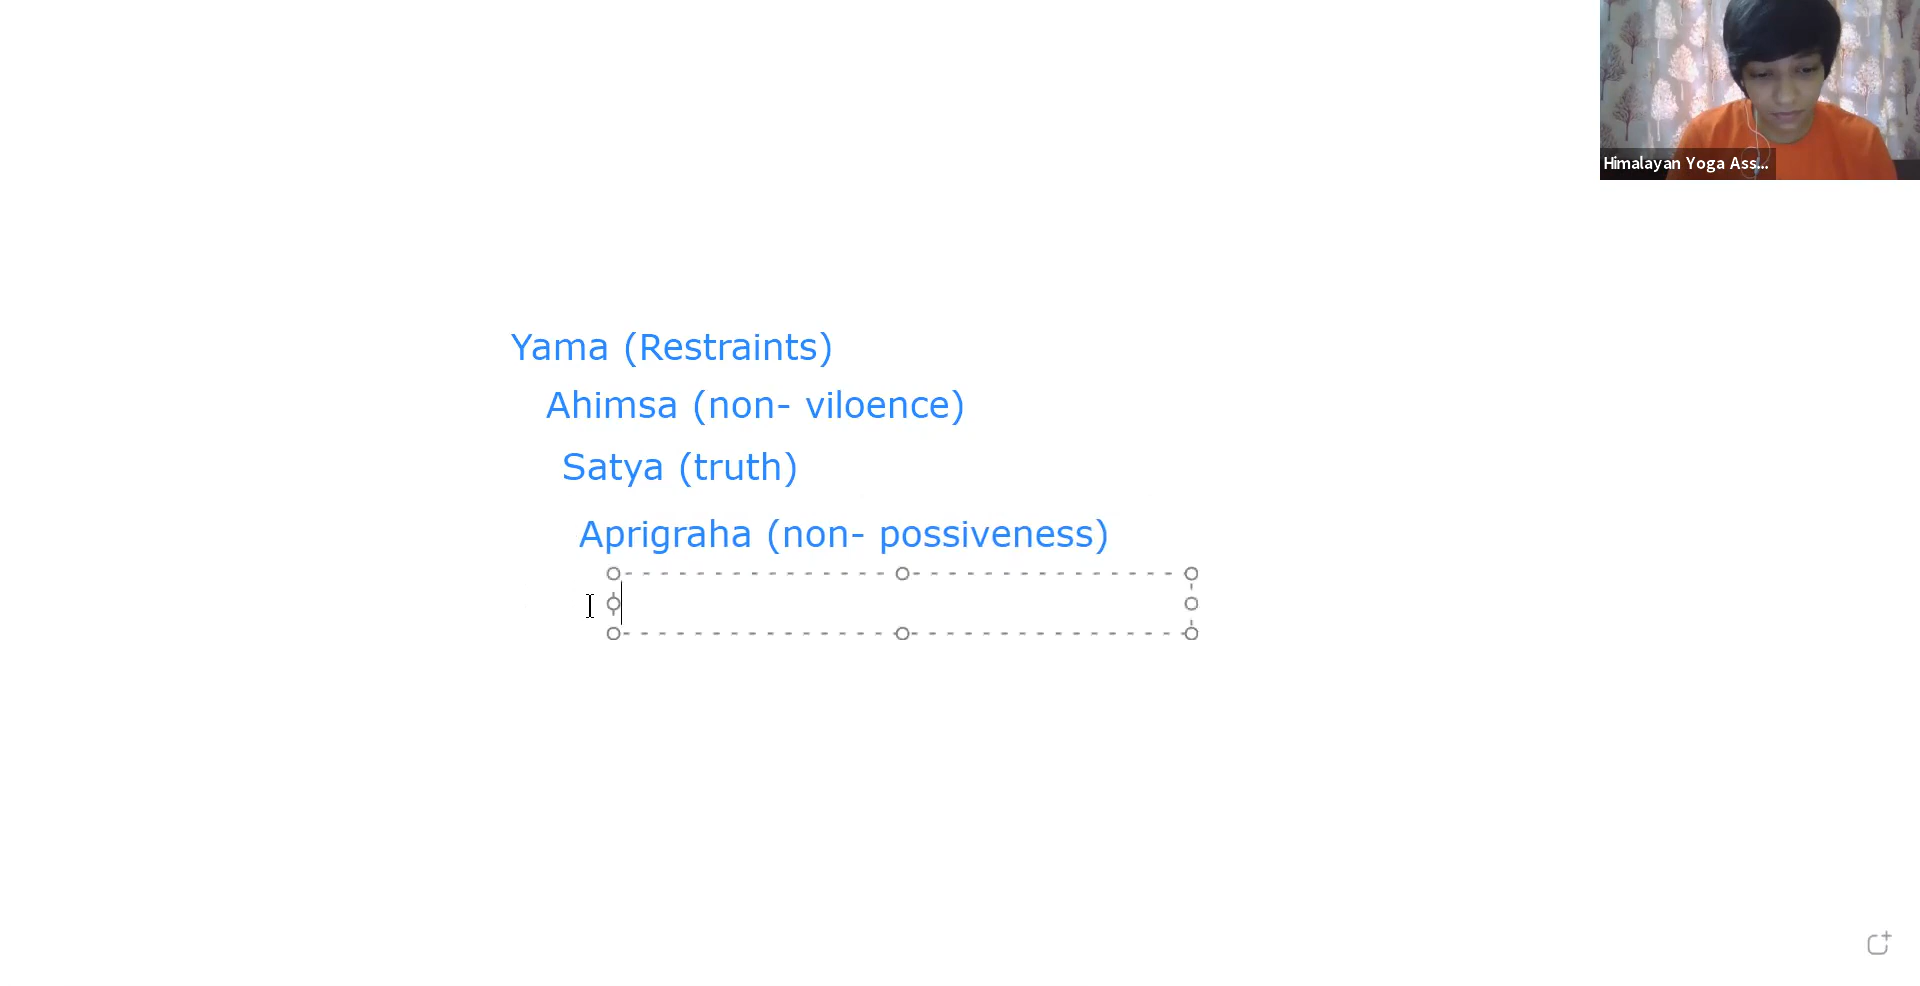 Himalayan Yoga Ass...
Yama (Restraints)
Ahimsa (non- viloence)
Satya (truth)
Aprigraha (non- possiveness)